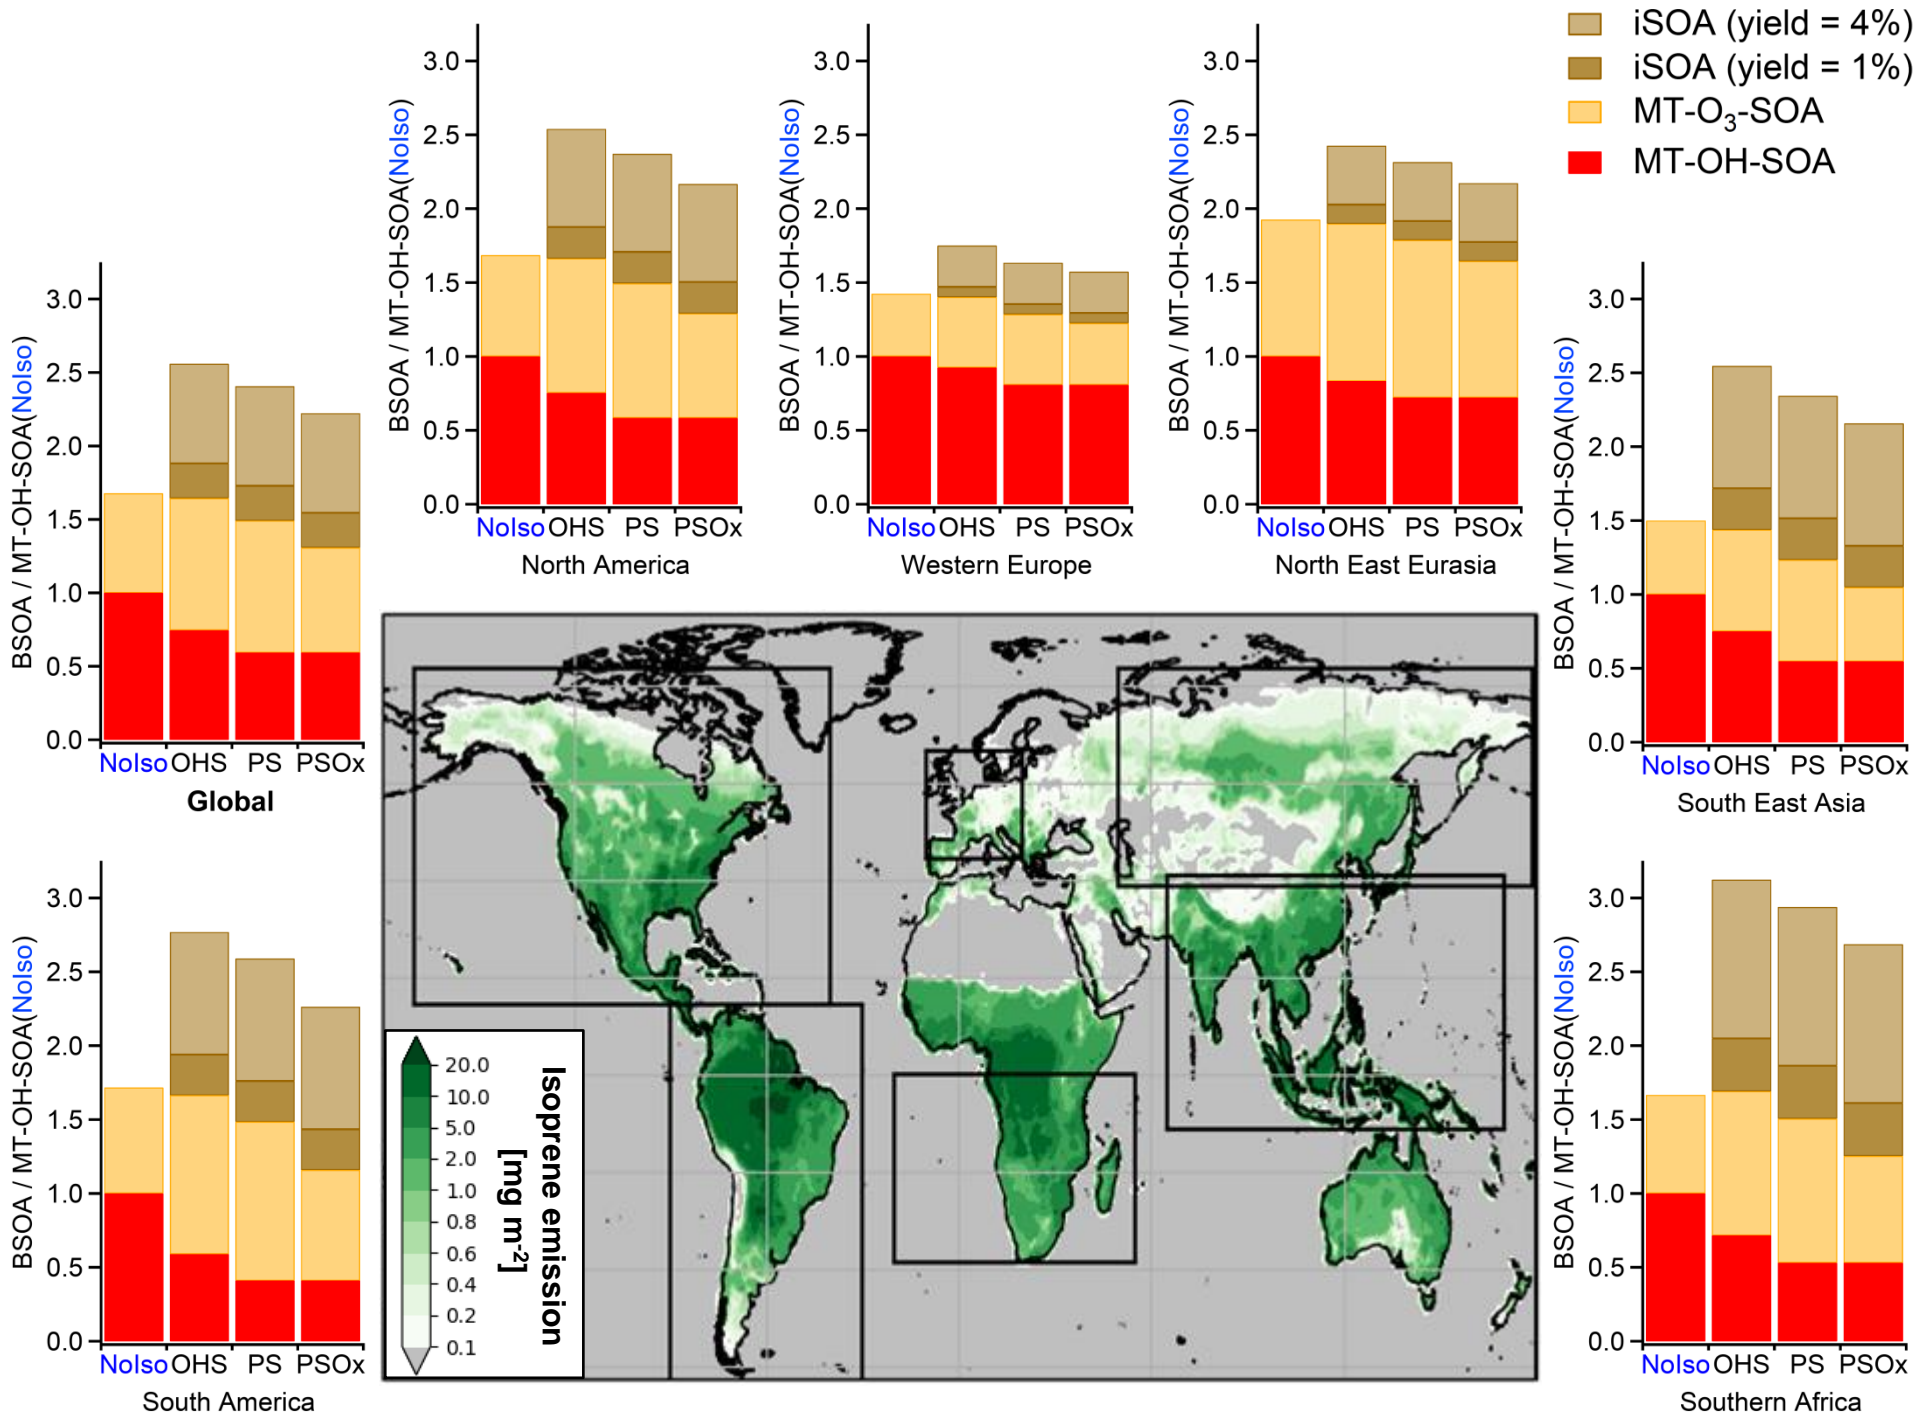 iSOA (yield = 4%)
iSOA (yield = 1%)
MT-O3-SOA
MT-OH-SOA
BSOA / MT-OH-SOA(NoIso)
3.0
2.5
2.0
1.5
1.0
0.5
0.0
NoIso OHS PS PSOx
North America
BSOA / MT-OH-SOA(NoIso)
3.0
2.5
2.0
1.5
1.0
0.5
0.0
NoIso OHS PS PSOx
Western Europe
BSOA / MT-OH-SOA(NoIso)
3.0
2.5
2.0
1.5
1.0
0.5
0.0
NoIso OHS PS PSOx
North East Eurasia
BSOA / MT-OH-SOA(NoIso)
3.0
2.5
2.0
1.5
1.0
0.5
0.0
NoIso OHS PS PSOx
Global
BSOA / MT-OH-SOA(NoIso)
3.0
2.5
2.0
1.5
1.0
0.5
0.0
NoIso OHS PS PSOx
South East Asia
BSOA / MT-OH-SOA(NoIso)
3.0
2.5
2.0
1.5
1.0
0.5
0.0
NoIso OHS PS PSOx
South America
20.0
10.0
5.0
2.0
1.0
0.8
0.6
0.4
0.2
0.1
Isoprene emission
[mg m-2]
BSOA / MT-OH-SOA(NoIso)
3.0
2.5
2.0
1.5
1.0
0.5
0.0
NoIso OHS PS PSOx
Southern Africa